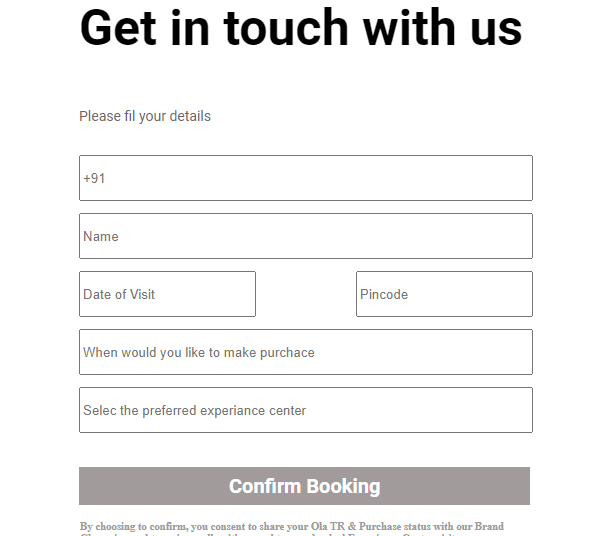 Get in touch with us
Please fil your details
+91
Name
Date of Visit
Pincode
When would you like to make purchace
Selec the preferred experiance center
Confirm Booking
By choosing to confirm, you consent to share your Ola TR & Purchase status with our Brand